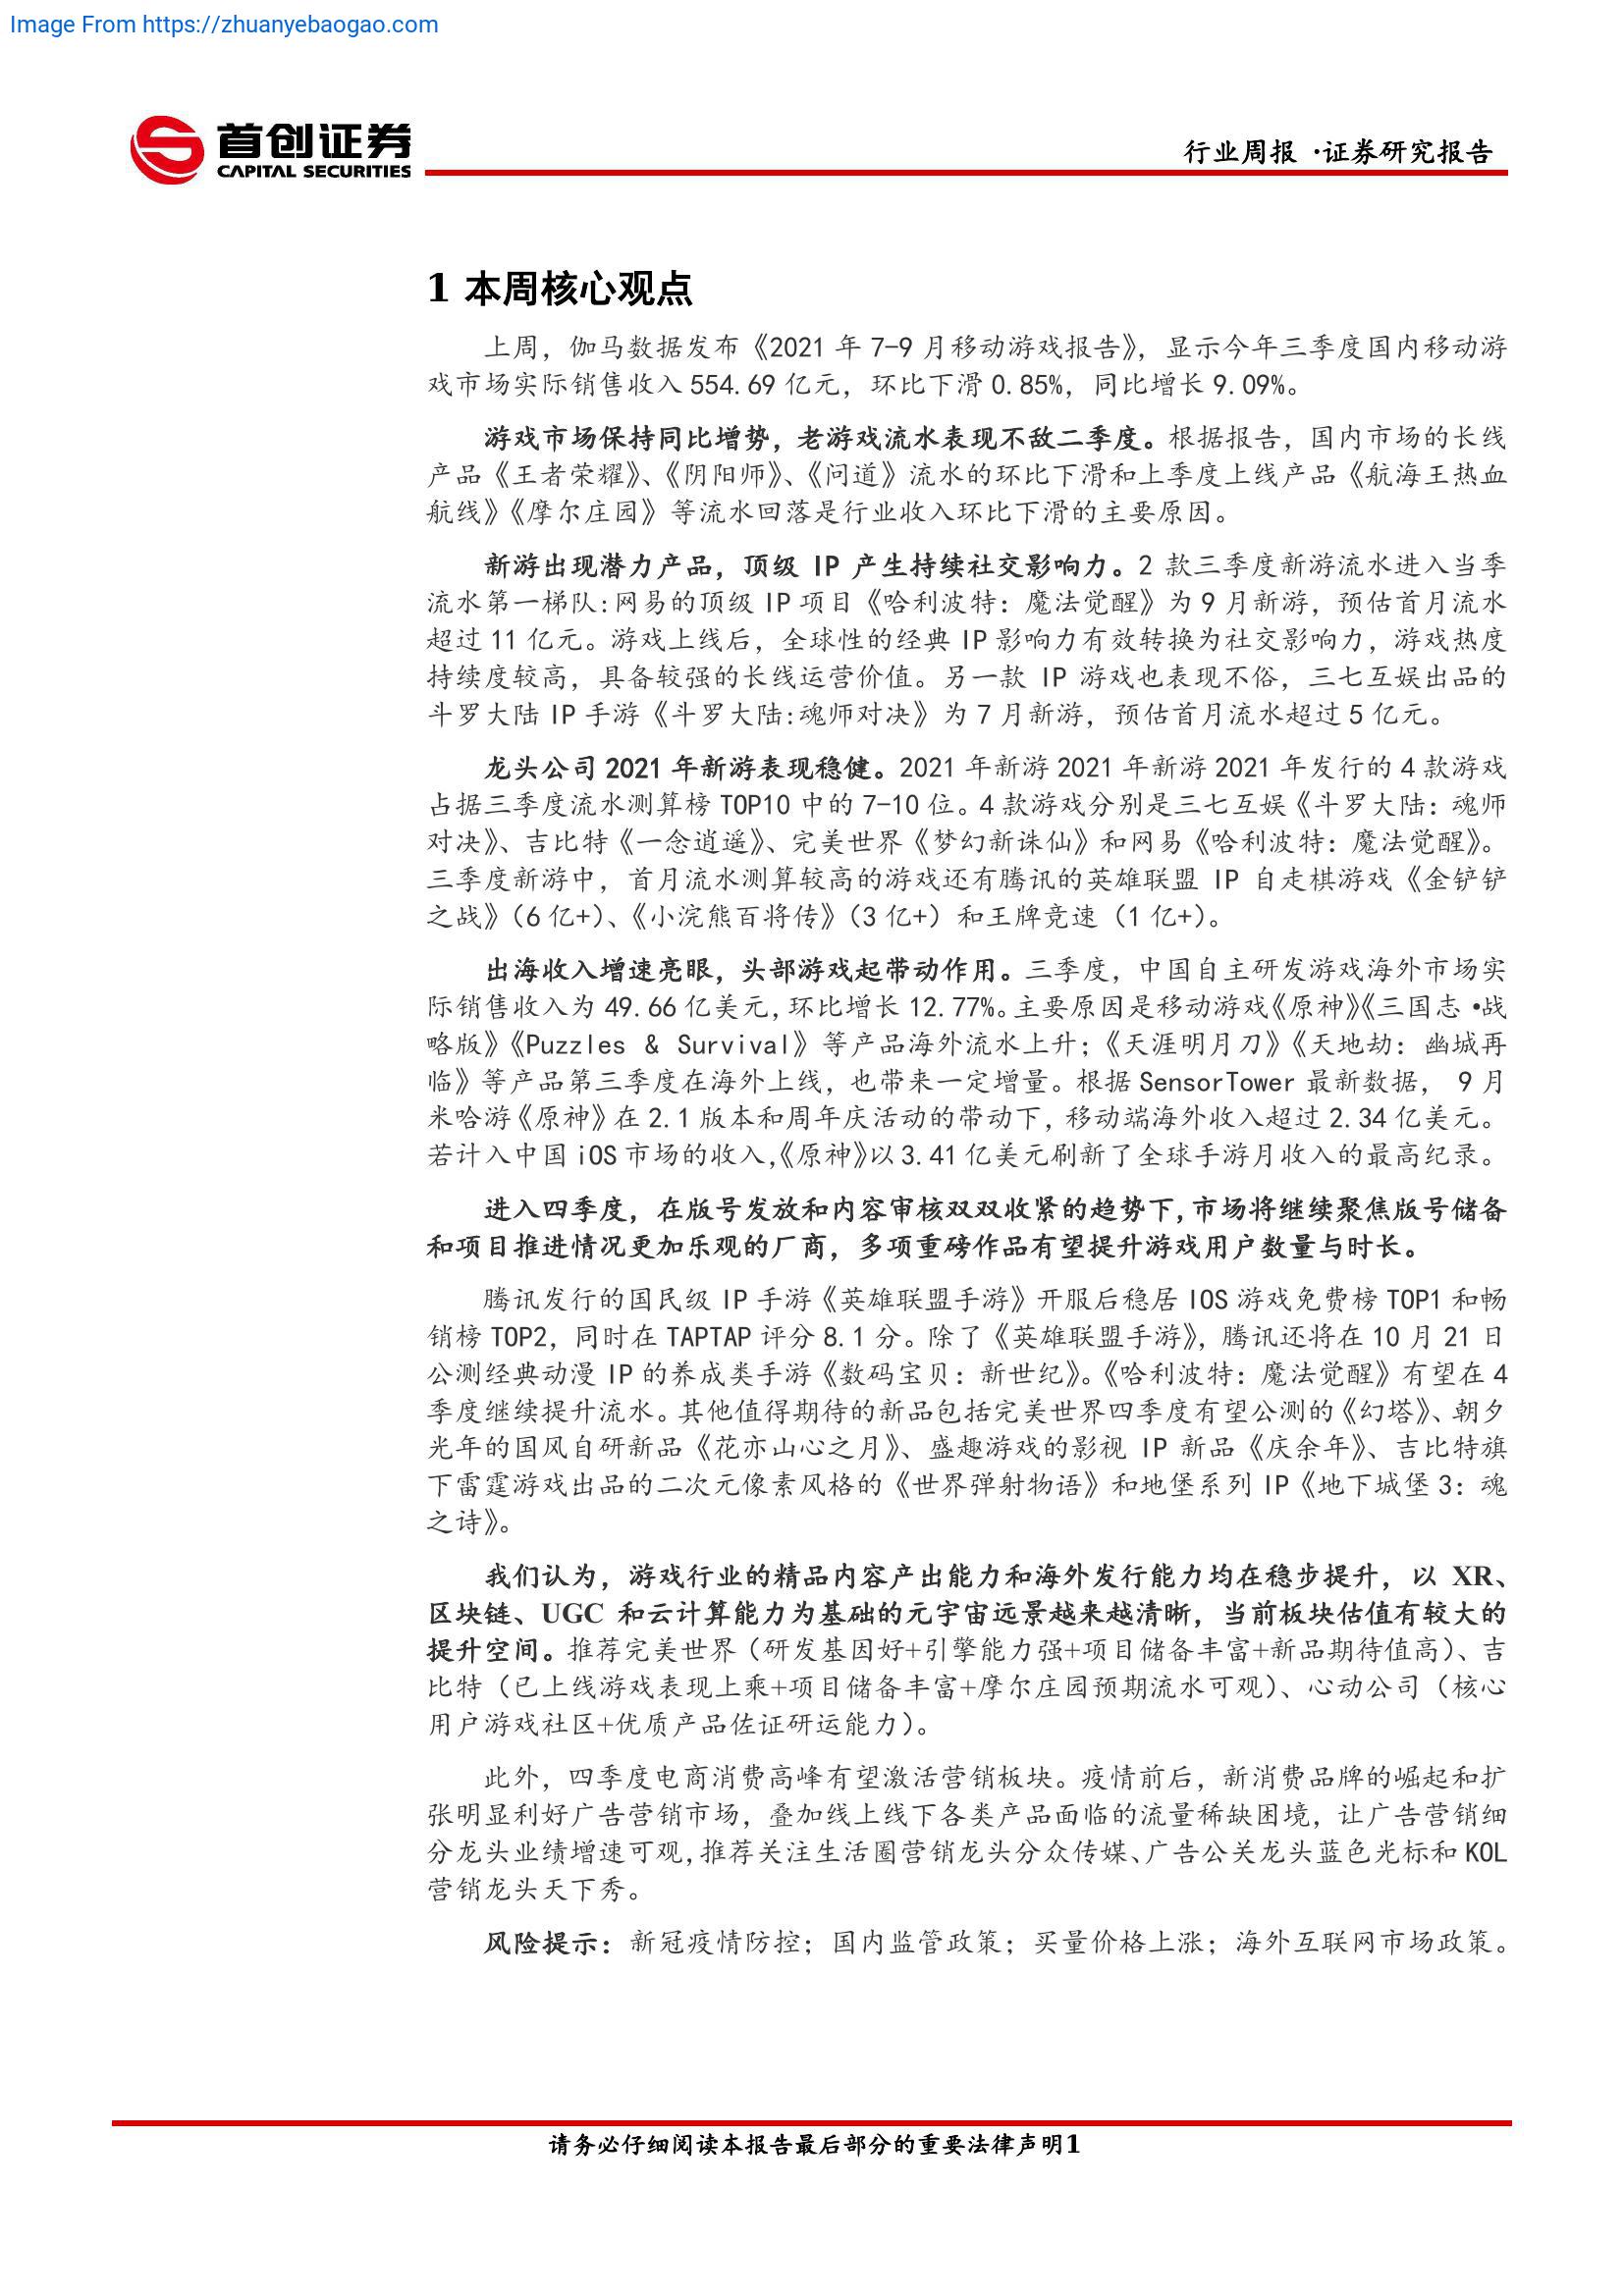 Image From https://zhuanyebaogao.com
首创证券
CAPITAL SECURITIES
行业周报 ·证券研究报告
1 本周核心观点
上周，伽马数据发布《2021 年 7-9 月移动游戏报告》，显示今年三季度国内移动游
戏市场实际销售收入 554.69 亿元，环比下滑 0.85%，同比增长 9.09%。
游戏市场保持同比增势，老游戏流水表现不敌二季度。根据报告，国内市场的长线
产品《王者荣耀》、《阴阳师》、《问道》流水的环比下滑和上季度上线产品《航海王热血
航线》《摩尔庄园》等流水回落是行业收入环比下滑的主要原因。
新游出现潜力产品，顶级 IP 产生持续社交影响力。2 款三季度新游流水进入当季
流水第一梯队:网易的顶级 IP 项目《哈利波特：魔法觉醒》为 9 月新游，预估首月流水
超过 11 亿元。游戏上线后，全球性的经典 IP 影响力有效转换为社交影响力，游戏热度
持续度较高，具备较强的长线运营价值。另一款 IP 游戏也表现不俗，三七互娱出品的
斗罗大陆 IP 手游《斗罗大陆:魂师对决》为 7 月新游，预估首月流水超过 5 亿元。
龙头公司 2021 年新游表现稳健。2021 年新游 2021 年新游 2021 年发行的 4 款游戏
占据三季度流水测算榜 TOP10 中的 7-10 位。4 款游戏分别是三七互娱《斗罗大陆：魂师
对决》、吉比特《一念逍遥》、完美世界《梦幻新诛仙》和网易《哈利波特：魔法觉醒》。
三季度新游中，首月流水测算较高的游戏还有腾讯的英雄联盟 IP 自走棋游戏《金铲铲
之战》（6 亿+）、《小浣熊百将传》（3 亿+）和王牌竞速（1 亿+）。
出海收入增速亮眼，头部游戏起带动作用。三季度，中国自主研发游戏海外市场实
际销售收入为 49.66 亿美元,环比增长 12.77%。主要原因是移动游戏《原神》《三国志·战
略版》《Puzzles & Survival》等产品海外流水上升；《天涯明月刀》《天地劫：幽城再
临》等产品第三季度在海外上线，也带来一定增量。根据 SensorTower 最新数据， 9 月
米哈游《原神》在 2.1 版本和周年庆活动的带动下，移动端海外收入超过 2.34 亿美元。
若计入中国 iOS 市场的收入,《原神》以 3.41 亿美元刷新了全球手游月收入的最高纪录。
进入四季度，在版号发放和内容审核双双收紧的趋势下,市场将继续聚焦版号储备
和项目推进情况更加乐观的厂商，多项重磅作品有望提升游戏用户数量与时长。
腾讯发行的国民级 IP 手游《英雄联盟手游》开服后稳居 IOS 游戏免费榜 TOP1 和畅
销榜 TOP2，同时在 TAPTAP 评分 8.1 分。除了《英雄联盟手游》，腾讯还将在 10 月 21 日
公测经典动漫 IP 的养成类手游《数码宝贝：新世纪》。《哈利波特：魔法觉醒》有望在 4
季度继续提升流水。其他值得期待的新品包括完美世界四季度有望公测的《幻塔》、朝夕
光年的国风自研新品《花亦山心之月》、盛趣游戏的影视 IP 新品《庆余年》、吉比特旗
下雷霆游戏出品的二次元像素风格的《世界弹射物语》和地堡系列 IP《地下城堡 3：魂
之诗》。
我们认为，游戏行业的精品内容产出能力和海外发行能力均在稳步提升，以 XR、
区块链、UGC 和云计算能力为基础的元宇宙远景越来越清晰，当前板块估值有较大的
提升空间。推荐完美世界（研发基因好+引擎能力强+项目储备丰富+新品期待值高）、吉
比特（已上线游戏表现上乘+项目储备丰富+摩尔庄园预期流水可观）、心动公司（核心
用户游戏社区+优质产品佐证研运能力）。
此外，四季度电商消费高峰有望激活营销板块。疫情前后，新消费品牌的崛起和扩
张明显利好广告营销市场，叠加线上线下各类产品面临的流量稀缺困境，让广告营销细
分龙头业绩增速可观,推荐关注生活圈营销龙头分众传媒、广告公关龙头蓝色光标和 KOL
营销龙头天下秀。
风险提示：新冠疫情防控；国内监管政策；买量价格上涨；海外互联网市场政策。
请务必仔细阅读本报告最后部分的重要法律声明1